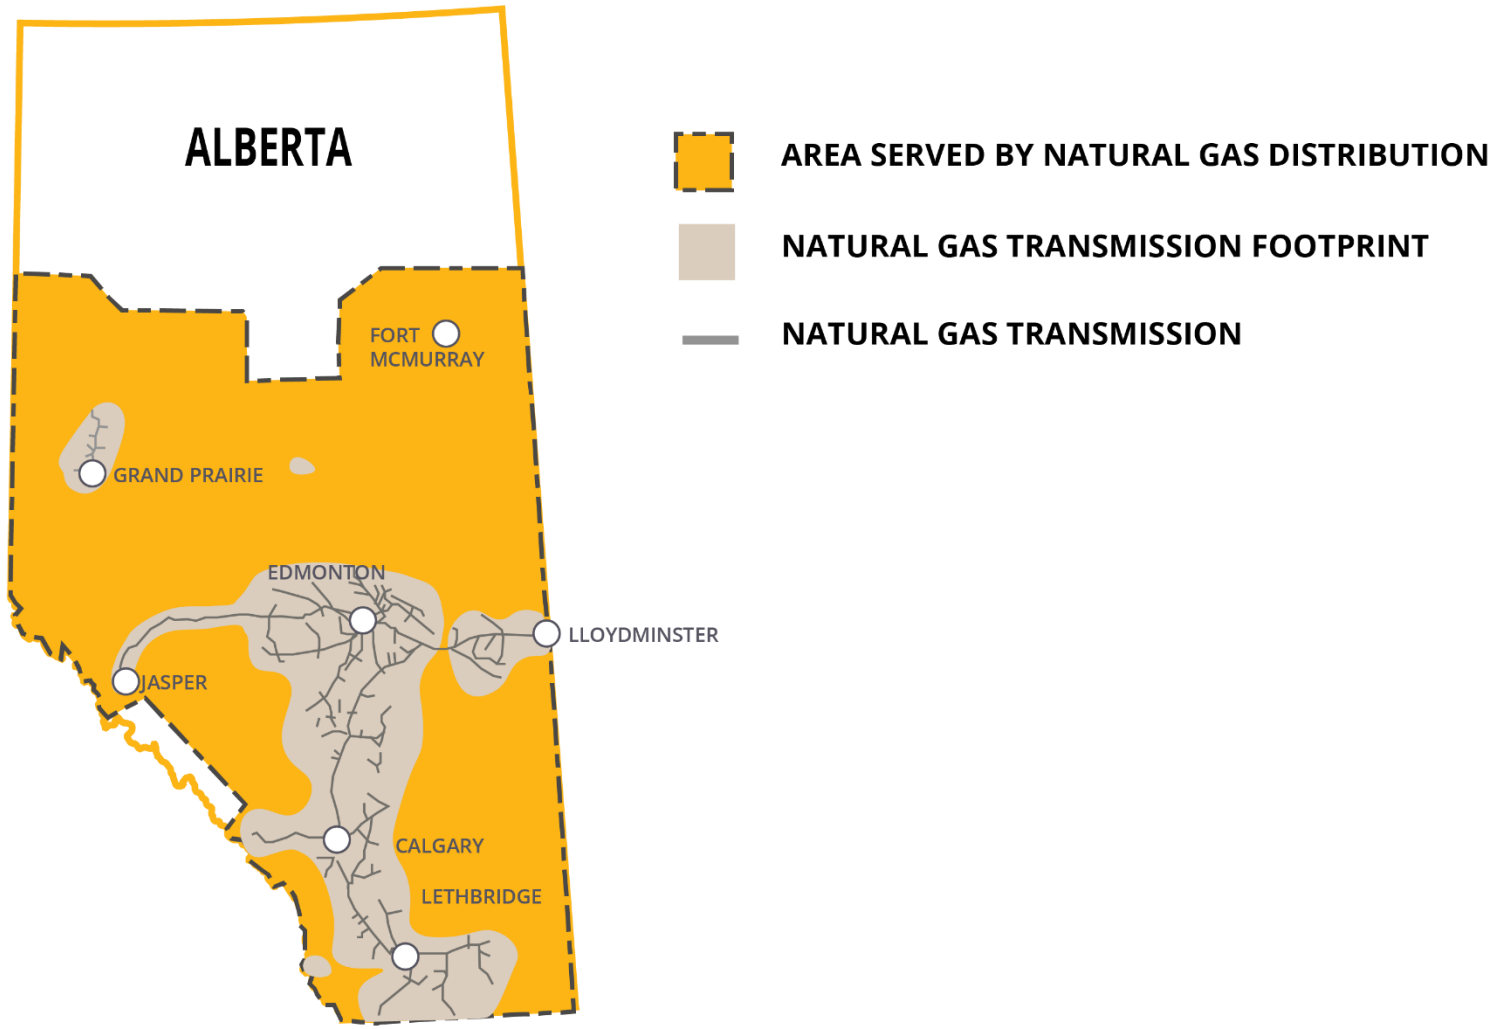 ALBERTA
AREA SERVED BY NATURAL GAS DISTRIBUTION
NATURAL GAS TRANSMISSION FOOTPRINT
NATURAL GAS TRANSMISSION
FORT
MCMURRAY
GRAND PRAIRIE
EDMONTON
LLOYDMINSTER
JASPER
CALGARY
LETHBRIDGE